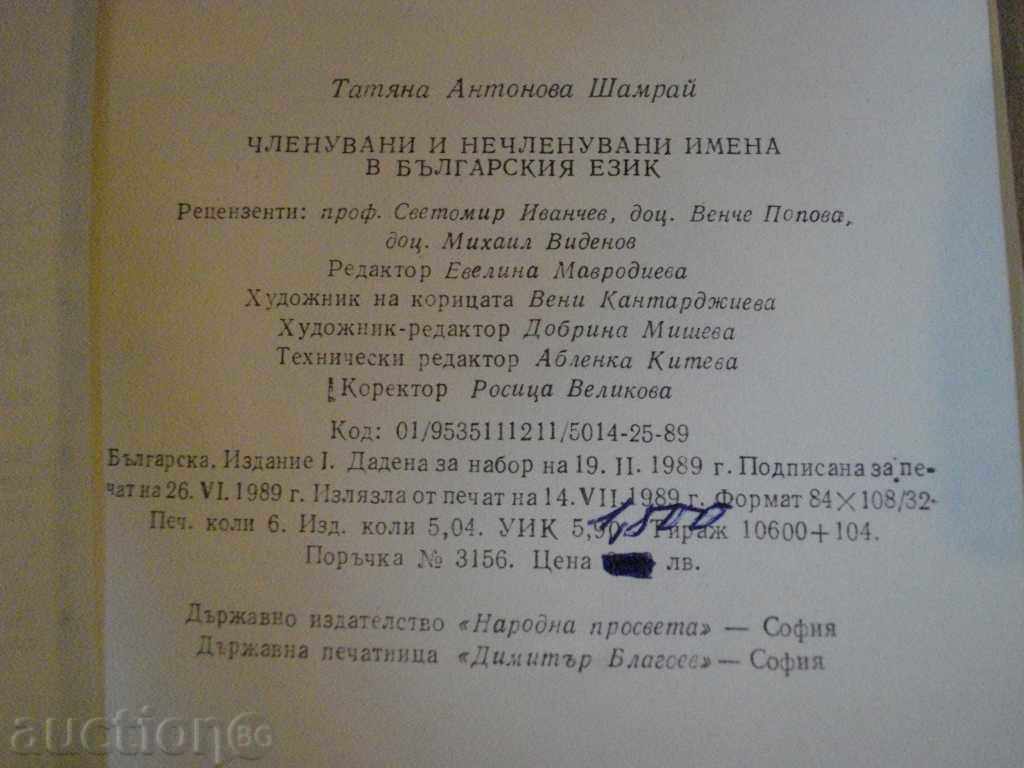 Татяна Антонова Шамрай
ЧЛЕНУВАНИ И НЕЧЛЕНУВАНИ ИМЕНА
В БЪЛГАРСКИЯ ЕЗИК
Рецензенти: проф. Светомир Иванчев, доц. Венче Попова,
доц. Михаил Виденов
Редактор Евелина Мавродиева
Художник на корицата Вени Кантарджиева
Художник-редактор Добрина Мишева
Технически редактор Абленка Китева
Коректор Росица Великова
Код: 01/9535111211/5014-25-89
Българска. Издание I. Дадена за набор на 19. II. 1989 г. Подписана за пе-
чат на 26. VI. 1989 г. Излязла от печат на 14. VII. 1989 г. Формат 84×108/32.
Печ. коли 6. Изд. коли 5,04. УИК Тираж 10600+104.
1,800
Поръчка № 3156. Цена лв.
Държавно издателство «Народна просвета» — София
Държавна печатница «Димитър Благоев» — София
auctionBG